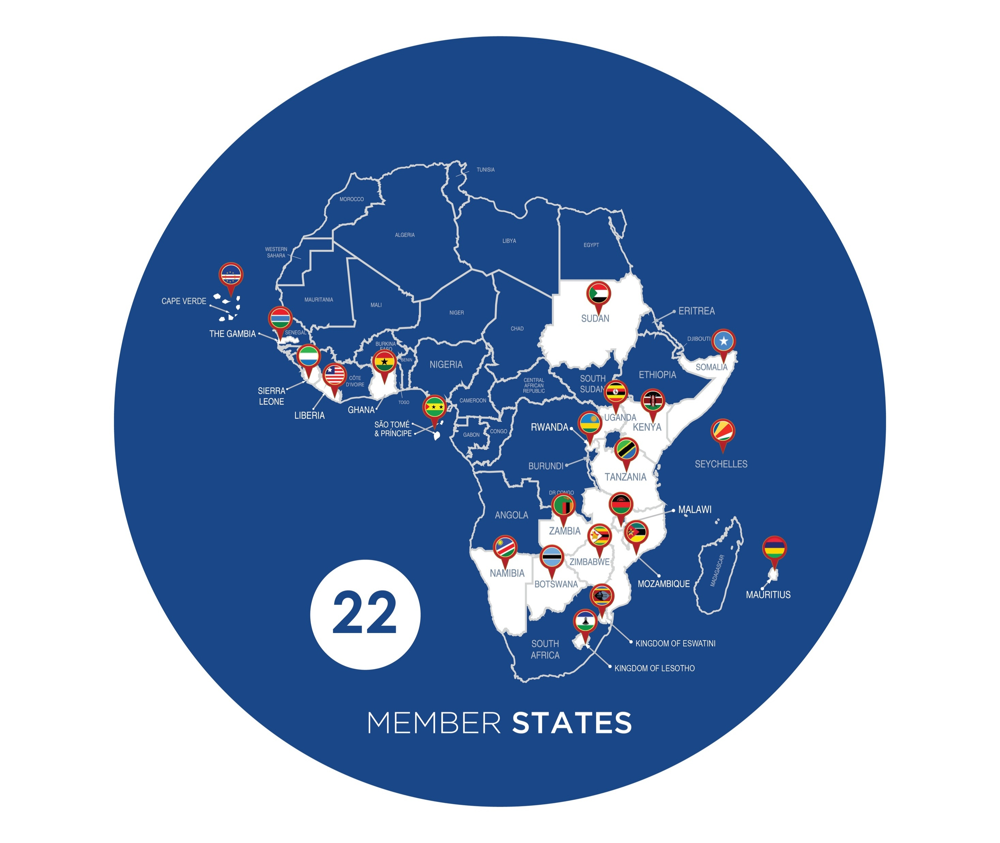 TUNISIA
MOROCCO
ALGERIA
LIBYA
EGYPT
WESTERN
SAHARA
CAPE VERDE
MAURITANIA
MALI
NIGER
CHAD
SUDAN
ERITREA
THE GAMBIA
SENEGAL
DJIBOUTI
BURKINA
FASO
BENIN
NIGERIA
SOMALIA
ETHIOPIA
SIERRA
LEONE
CÔTE
D'IVOIRE
CENTRAL
AFRICAN
REPUBLIC
SOUTH
SUDAN
LIBERIA
GHANA
TOGO
CAMEROON
UGANDA
KENYA
SÃO TOMÉ
& PRÍNCIPE
GABON
CONGO
RWANDA
BURUNDI
TANZANIA
SEYCHELLES
DR CONGO
ANGOLA
ZAMBIA
MALAWI
NAMIBIA
BOTSWANA
ZIMBABWE
MOZAMBIQUE
MADAGASCAR
MAURITIUS
SOUTH
AFRICA
KINGDOM OF ESWATINI
KINGDOM OF LESOTHO
22
MEMBER STATES